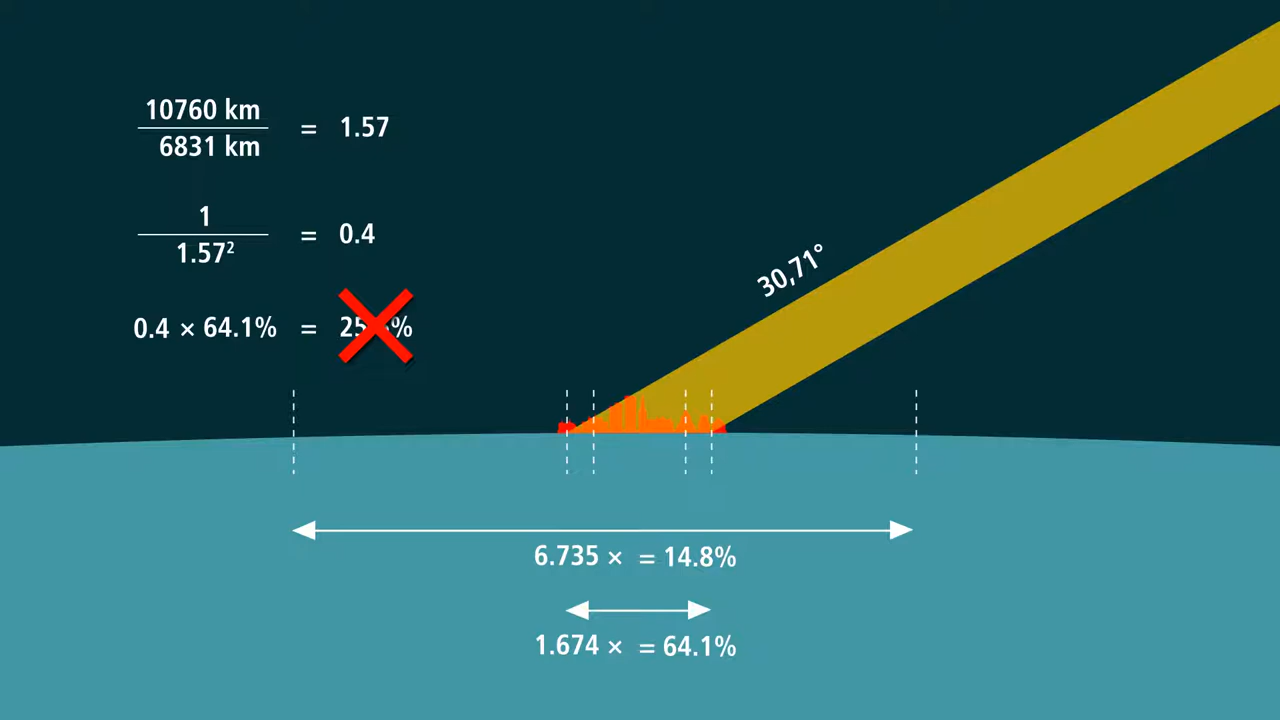 10760 km
6831 km
= 1.57
1
1.57²
= 0.4
0.4 × 64.1% =
30,71°
6.735 × = 14.8%
1.674 × = 64.1%